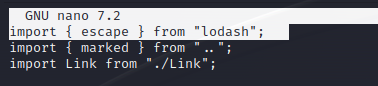 GNU nano 7.2
import { escape } from "lodash";
import { marked } from "..";
import Link from "./Link";